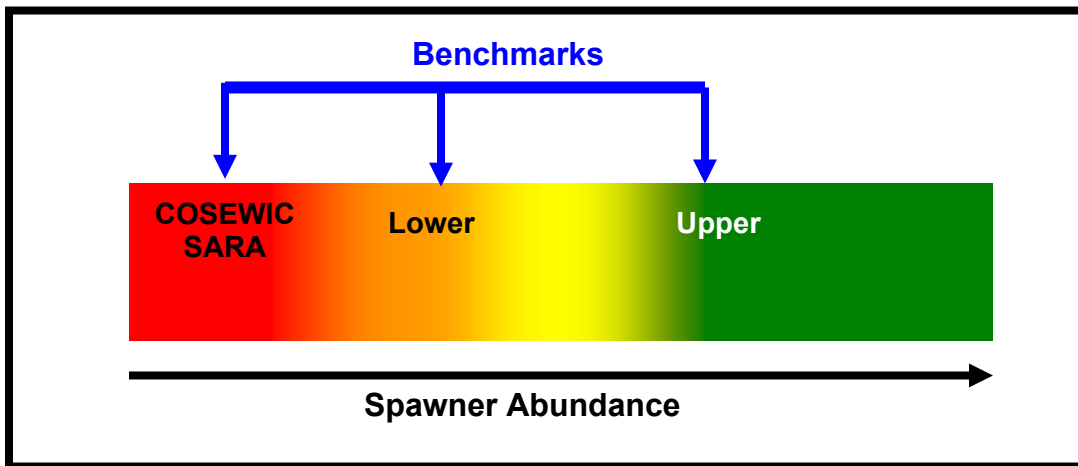 Benchmarks
COSEWIC
SARA
Lower
Upper
Spawner Abundance